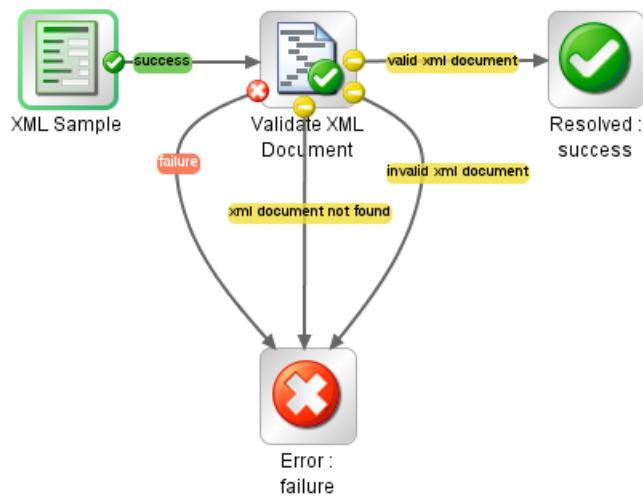 success
valid xml document
XML Sample
Validate XML
Document
Resolved :
success
failure
invalid xml document
xml document not found
Error :
failure